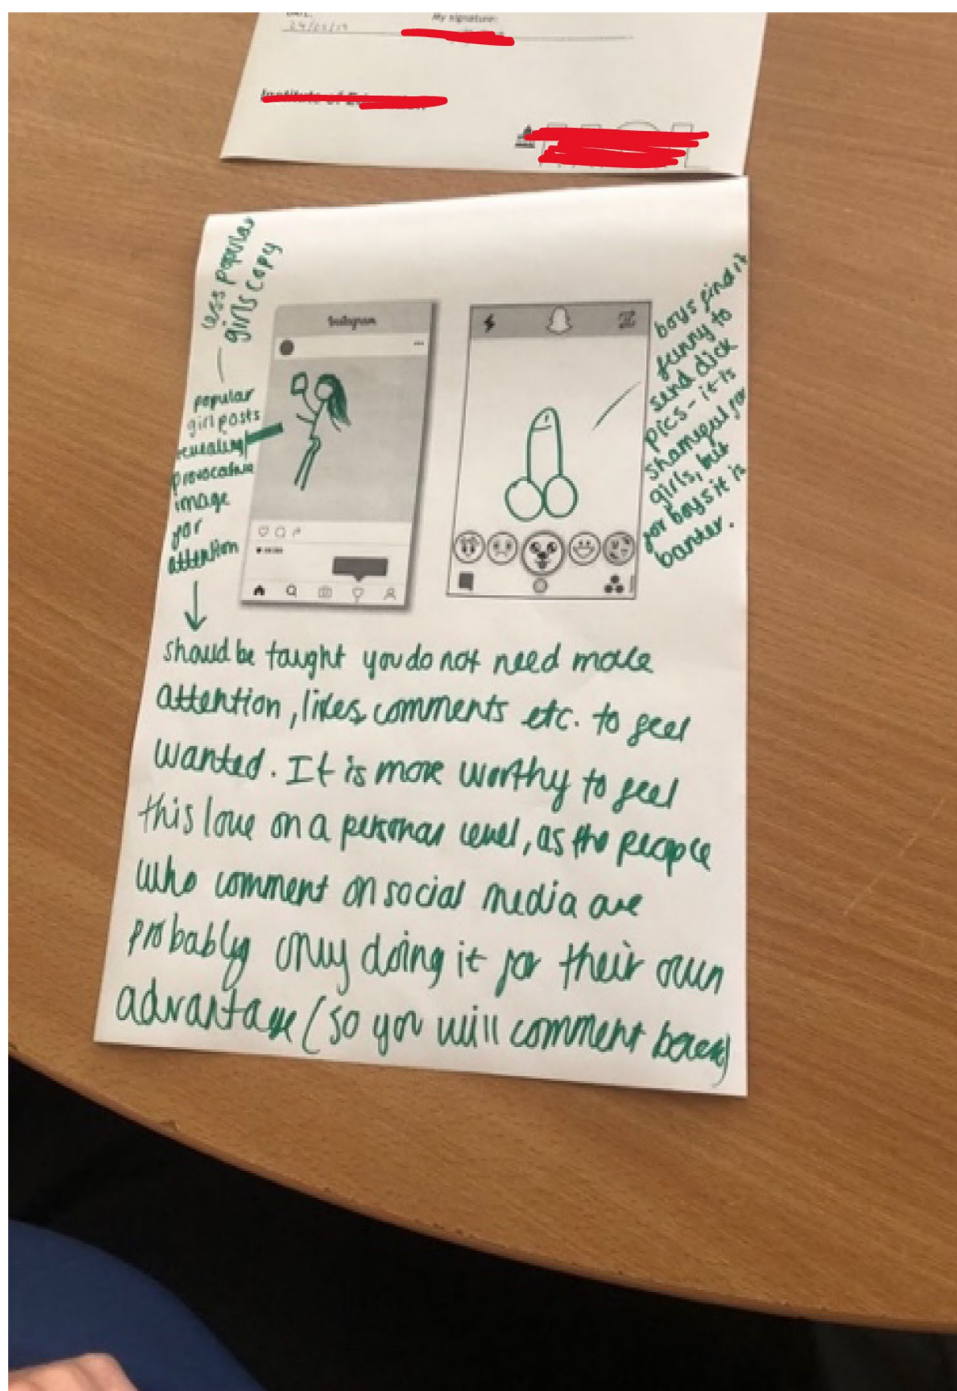 My signature:
24/03/19
less popular
girls copy
popular
girl posts
revealing/
provocative
image
for
attention
Instagram
boys find it
funny to
send dick
pics - it is
shameful for
girls, but
for boys it is
banter.
should be taught you do not need more
attention, likes, comments etc. to feel
wanted. It is more worthy to feel
this love on a personal level, as the people
who comment on social media are
probably only doing it for their own
advantage (so you will comment back)